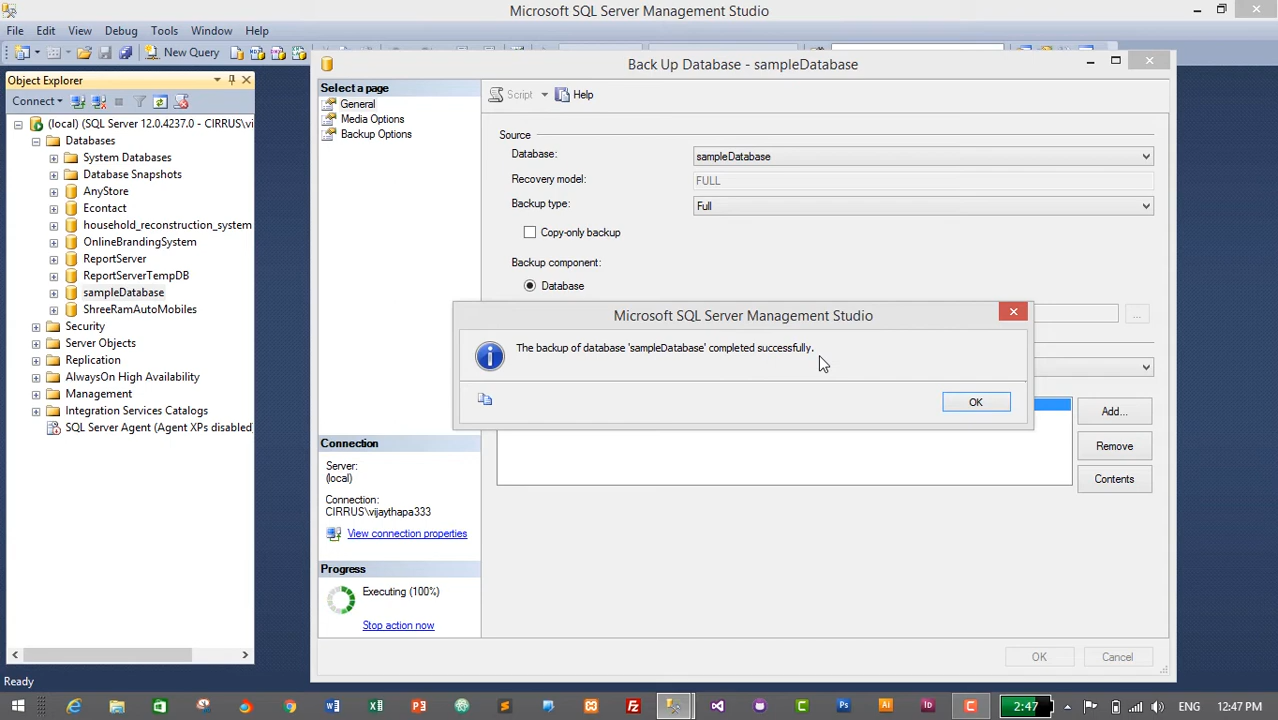 Microsoft SQL Server Management Studio
File Edit View Debug Tools Window Help
New Query
Object Explorer
Connect
(local) (SQL Server 12.0.4237.0 - CIRRUS\vi
Databases
System Databases
Database Snapshots
AnyStore
Econtact
household_reconstruction_system
OnlineBrandingSystem
ReportServer
ReportServerTempDB
sampleDatabase
ShreeRamAutoMobiles
Security
Server Objects
Replication
AlwaysOn High Availability
Management
Integration Services Catalogs
SQL Server Agent (Agent XPs disabled
Back Up Database - sampleDatabase
Select a page
General
Media Options
Backup Options
Script Help
Source
Database: sampleDatabase
Recovery model: FULL
Backup type: Full
Copy-only backup
Backup component:
Database
...
Microsoft SQL Server Management Studio
The backup of database 'sampleDatabase' completed successfully.
OK
Add...
Remove
Contents
Connection
Server:
(local)
Connection:
CIRRUS\vijaythapa333
View connection properties
Progress
Executing (100%)
Stop action now
OK Cancel
Ready
2:47 ENG 12:47 PM